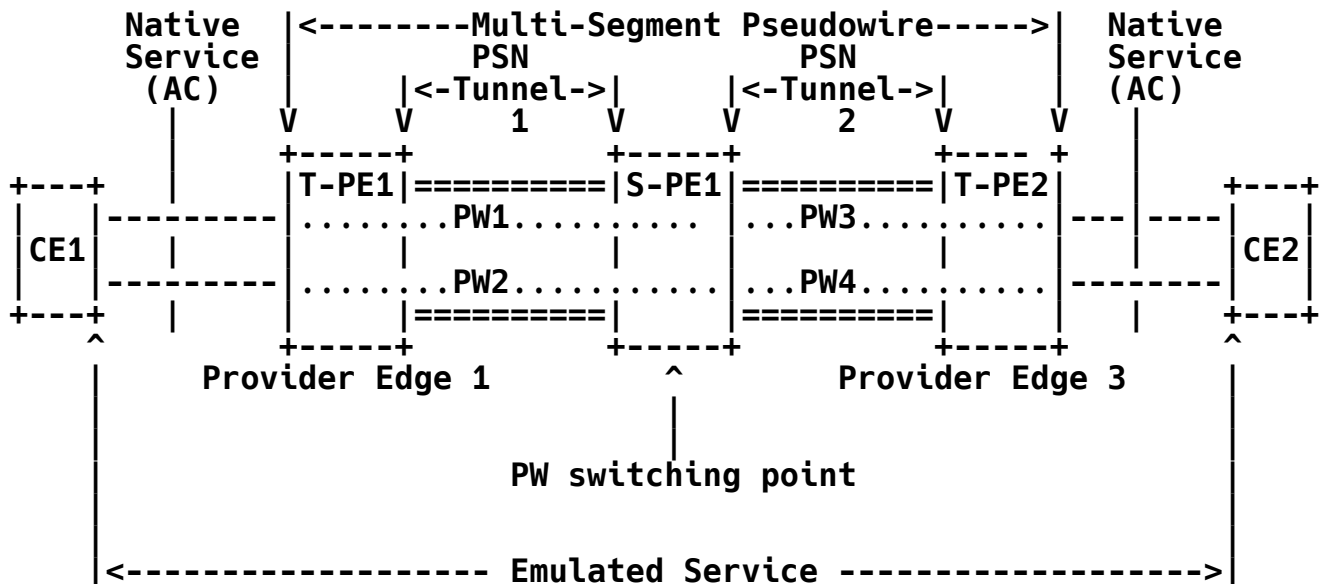 Native |<--------Multi-Segment Pseudowire----->| Native
Service | PSN PSN | Service
(AC) | |<-Tunnel->| |<-Tunnel->| | (AC)
| V V 1 V V 2 V V |
| +-----+ +-----+ +---- + |
+---+ | |T-PE1|==========|S-PE1|==========|T-PE2| | +---+
| |---------|........PW1.......... |...PW3..........|---|----| |
|CE1| | | | | | | | | |CE2|
| |---------|........PW2...........|...PW4..........|--------| |
+---+ | | |==========| |==========| | | +---+
^ +-----+ +-----+ +-----+ ^
| Provider Edge 1 ^ Provider Edge 3 |
| | |
| | |
| PW switching point |
| |
| |
|<------------------- Emulated Service ------------------->|